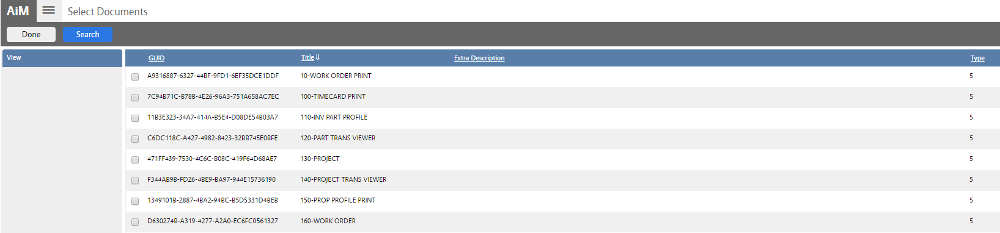 AiM Select Documents
Done Search
View GUID Title⇓ Extra Description Type
A9316887-6327-44BF-9FD1-6EF35DCE1DDF 10-WORK ORDER PRINT 5
7C94B71C-B78B-4E26-96A3-751A658AC7EC 100-TIMECARD PRINT 5
11B3E323-34A7-414A-B5E4-D08DE54B03A7 110-INV PART PROFILE 5
C6DC118C-A427-4982-8423-32BB745E0BFE 120-PART TRANS VIEWER 5
471FF439-7530-4C6C-B08C-419F64D68AE7 130-PROJECT 5
F344AB9B-FD26-4BE9-BA97-944E15736190 140-PROJECT TRANS VIEWER 5
1349101B-2887-4BA2-94BC-B5D5331D4BEB 150-PROP PROFILE PRINT 5
D630274B-A319-4277-A2A0-EC6FC0561327 160-WORK ORDER 5